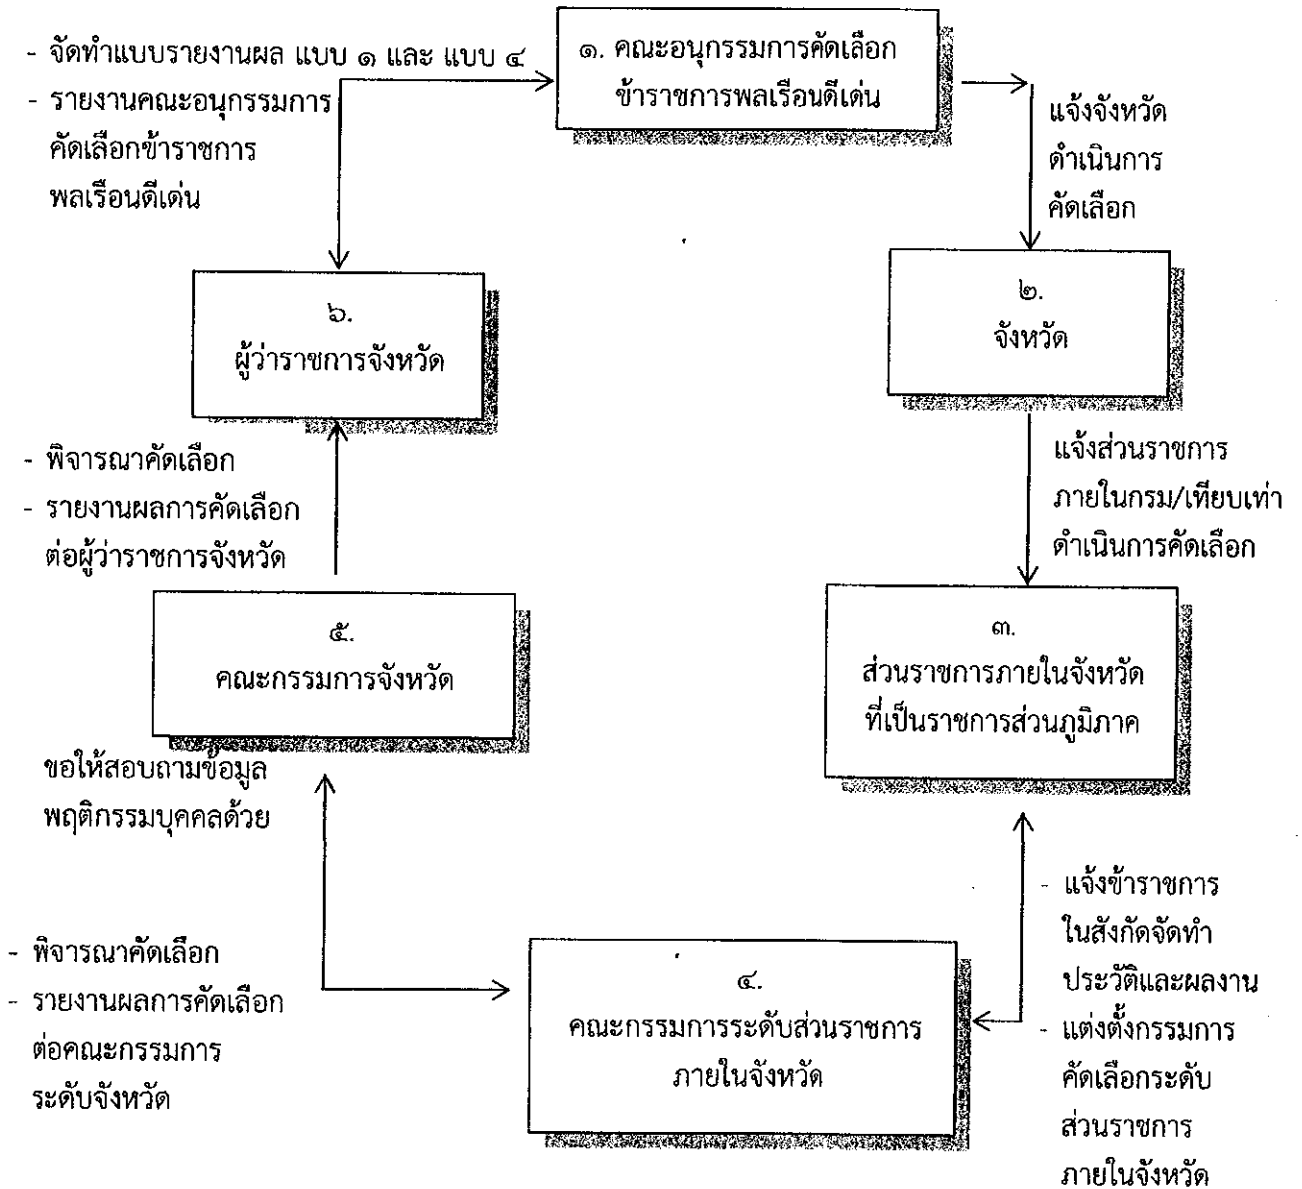 - จัดทำแบบรายงานผล แบบ ๑ และ แบบ ๔
- รายงานคณะอนุกรรมการ
คัดเลือกข้าราชการ
พลเรือนดีเด่น
๑. คณะอนุกรรมการคัดเลือก
ข้าราชการพลเรือนดีเด่น
แจ้งจังหวัด
ดำเนินการ
คัดเลือก
๒.
จังหวัด
แจ้งส่วนราชการ
ภายในกรม/เทียบเท่า
ดำเนินการคัดเลือก
๓.
ส่วนราชการภายในจังหวัด
ที่เป็นราชการส่วนภูมิภาค
- แจ้งข้าราชการ
ในสังกัดจัดทำ
ประวัติและผลงาน
- แต่งตั้งกรรมการ
คัดเลือกระดับ
ส่วนราชการ
ภายในจังหวัด
๔.
คณะกรรมการระดับส่วนราชการ
ภายในจังหวัด
- พิจารณาคัดเลือก
- รายงานผลการคัดเลือก
ต่อคณะกรรมการ
ระดับจังหวัด
ขอให้สอบถามข้อมูล
พฤติกรรมบุคคลด้วย
๕.
คณะกรรมการจังหวัด
- พิจารณาคัดเลือก
- รายงานผลการคัดเลือก
ต่อผู้ว่าราชการจังหวัด
๖.
ผู้ว่าราชการจังหวัด